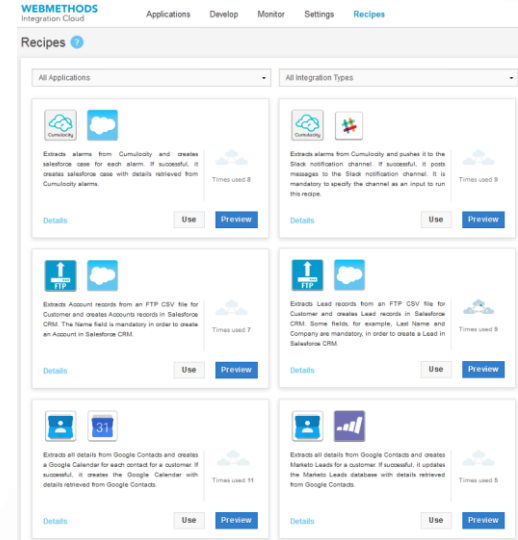 WEBMETHODS
Integration Cloud
Applications Develop Monitor Settings Recipes
Recipes ?
All Applications
All Integration Types
Cumulocity
Extracts alarms from Cumulocity and creates
salesforce case for each alarm. If successful, it
creates salesforce case with details retrieved from
Cumulocity alarms.
Times used 8
Details Use Preview
Cumulocity
Extracts alarms from Cumulocity and pushes it to the
Slack notification channel. If successful, it posts
messages to the Slack notification channel. It is
mandatory to specify the channel as an input to run
this recipe.
Times used 9
Details Use Preview
FTP
Extracts Account records from an FTP CSV file for
Customer and creates Accounts records in Salesforce
CRM. The Name field is mandatory in order to create
an Account in Salesforce CRM.
Times used 7
Details Use Preview
FTP
Extracts Lead records from an FTP CSV file for
Customer and creates Lead records in Salesforce
CRM. Some fields, for example, Last Name and
Company are mandatory, in order to create a Lead in
Salesforce CRM.
Times used 9
Details Use Preview
31
Extracts all details from Google Contacts and creates
a Google Calendar for each contact for a customer. If
successful, it creates the Google Calendar with
details retrieved from Google Contacts.
Times used 11
Details Use Preview
Extracts all details from Google Contacts and creates
Marketo Leads for a customer. If successful, it updates
the Marketo Leads database with details retrieved
from Google Contacts.
Times used 5
Details Use Preview